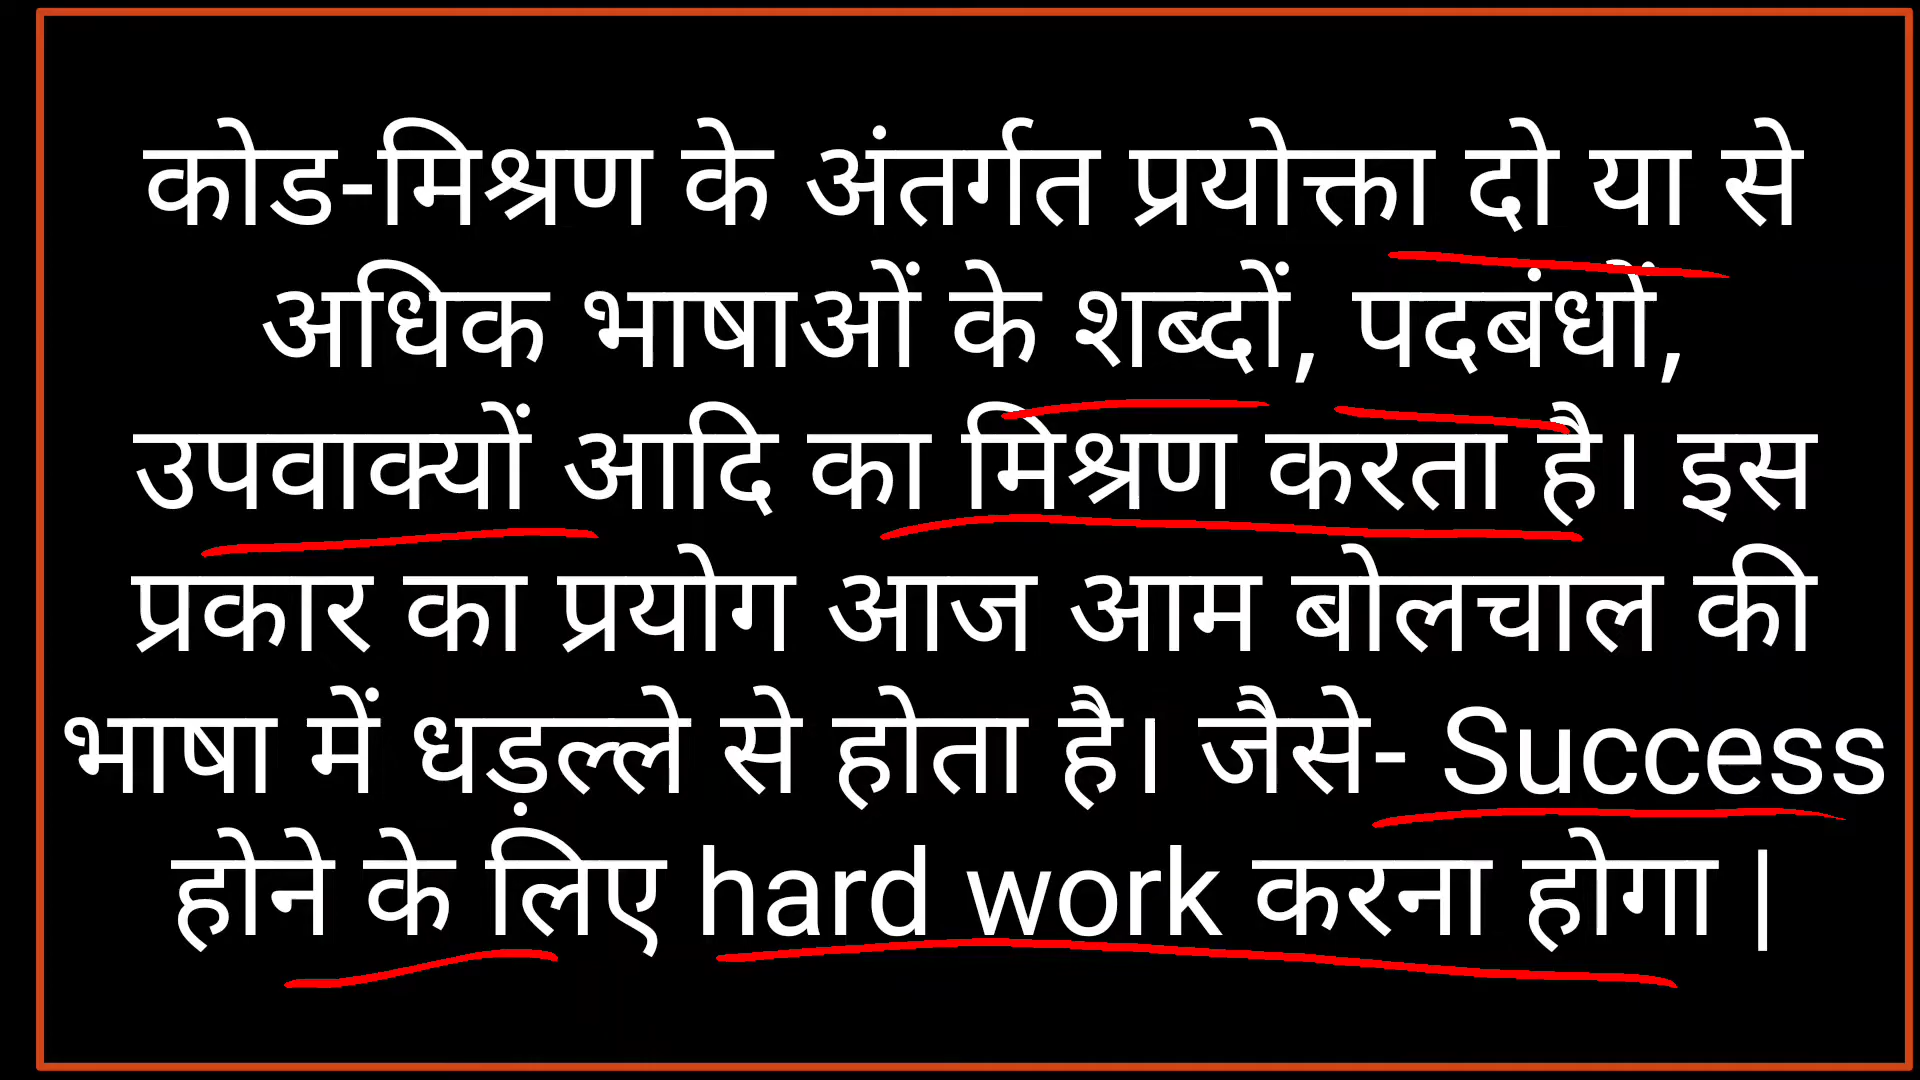 कोड-मिश्रण के अंतर्गत प्रयोक्ता दो या से
अधिक भाषाओं के शब्दों, पदबंधों,
उपवाक्यों आदि का मिश्रण करता है। इस
प्रकार का प्रयोग आज आम बोलचाल की
भाषा में धड़ल्ले से होता है। जैसे- Success
होने के लिंए hard work करना होगा |